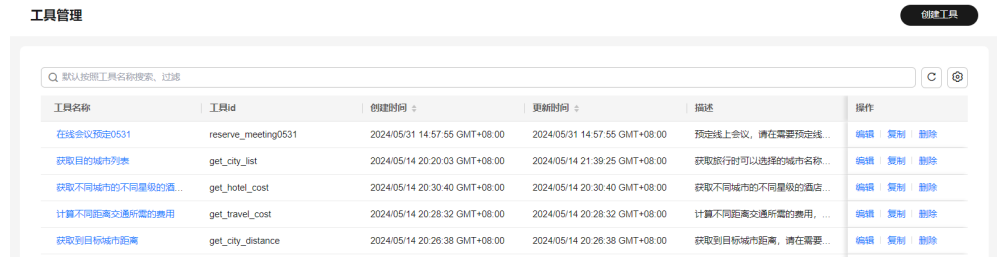 工具管理
创建工具
默认按照工具名称搜索、过滤
工具名称 工具id 创建时间 更新时间 描述 操作
在线会议预定0531 reserve_meeting0531 2024/05/31 14:57:55 GMT+08:00 2024/05/31 14:57:55 GMT+08:00 预定线上会议，请在需要预定线... 编辑 复制 删除
获取目的城市列表 get_city_list 2024/05/14 20:20:03 GMT+08:00 2024/05/14 21:39:25 GMT+08:00 获取旅行时可以选择的城市名称... 编辑 复制 删除
获取不同城市的不同星级的酒... get_hotel_cost 2024/05/14 20:30:40 GMT+08:00 2024/05/14 20:30:40 GMT+08:00 获取不同城市的不同星级的酒店... 编辑 复制 删除
计算不同距离交通所需的费用 get_travel_cost 2024/05/14 20:28:32 GMT+08:00 2024/05/14 20:28:32 GMT+08:00 计算不同距离交通所需的费用，... 编辑 复制 删除
获取到目标城市距离 get_city_distance 2024/05/14 20:26:38 GMT+08:00 2024/05/14 20:26:38 GMT+08:00 获取到目标城市距离，请在需要... 编辑 复制 删除